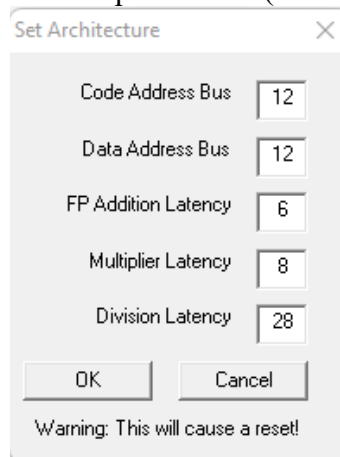 Set Architecture
Code Address Bus 12
Data Address Bus 12
FP Addition Latency 6
Multiplier Latency 8
Division Latency 28
OK Cancel
Warning: This will cause a reset!